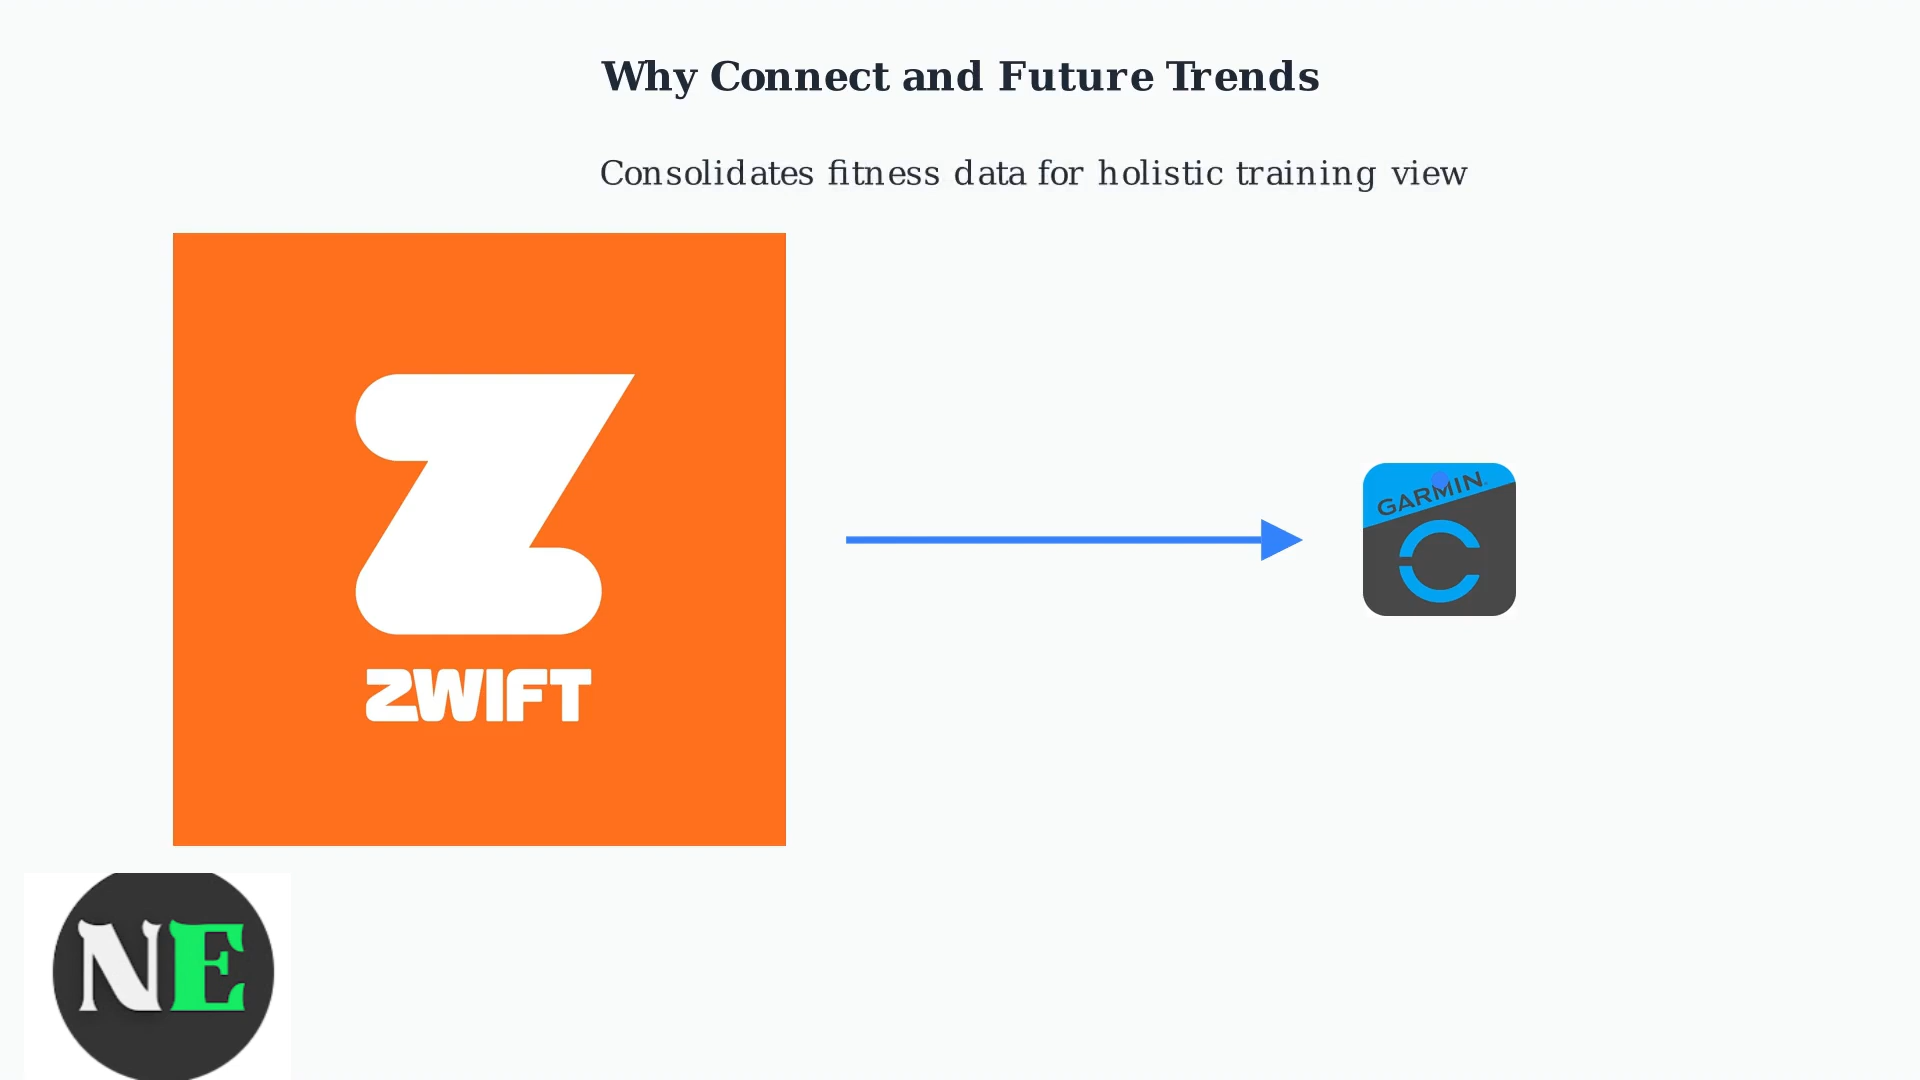 Why Connect and Future Trends
Consolidates fitness data for holistic training view
ZWIFT
GARMIN
NE